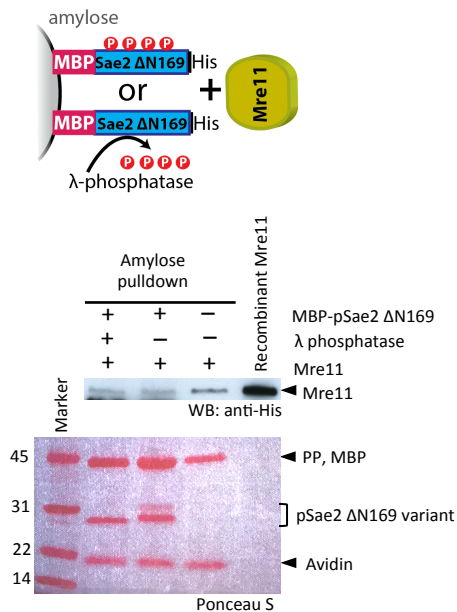 amylose
P P P P
MBP Sae2 ΔN169 His
or + Mre11
MBP Sae2 ΔN169 His
P P P P
λ-phosphatase
Amylose
pulldown
Recombinant Mre11
+ + − MBP-pSae2 ΔN169
+ − − λ phosphatase
+ + + Mre11
Mre11
WB: anti-His
Marker
45 PP, MBP
31
pSae2 ΔN169 variant
22
Avidin
14
Ponceau S